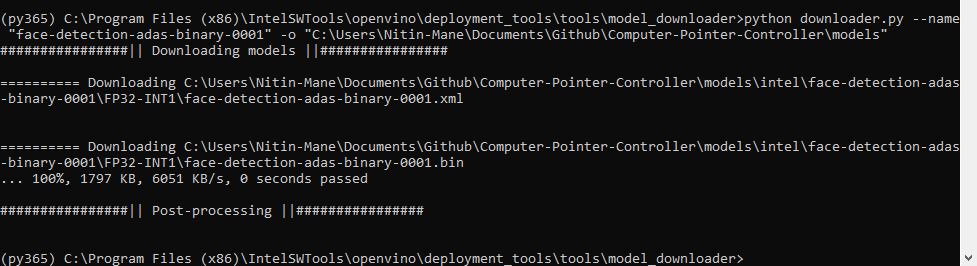 (py365) C:\Program Files (x86)\IntelSWTools\openvino\deployment_tools\tools\model_downloader>python downloader.py --name
"face-detection-adas-binary-0001" -o "C:\Users\Nitin-Mane\Documents\Github\Computer-Pointer-Controller\models"
################|| Downloading models ||################
========== Downloading C:\Users\Nitin-Mane\Documents\Github\Computer-Pointer-Controller\models\intel\face-detection-adas
-binary-0001\FP32-INT1\face-detection-adas-binary-0001.xml
========== Downloading C:\Users\Nitin-Mane\Documents\Github\Computer-Pointer-Controller\models\intel\face-detection-adas
-binary-0001\FP32-INT1\face-detection-adas-binary-0001.bin
... 100%, 1797 KB, 6051 KB/s, 0 seconds passed
################|| Post-processing ||################
(py365) C:\Program Files (x86)\IntelSWTools\openvino\deployment_tools\tools\model_downloader>